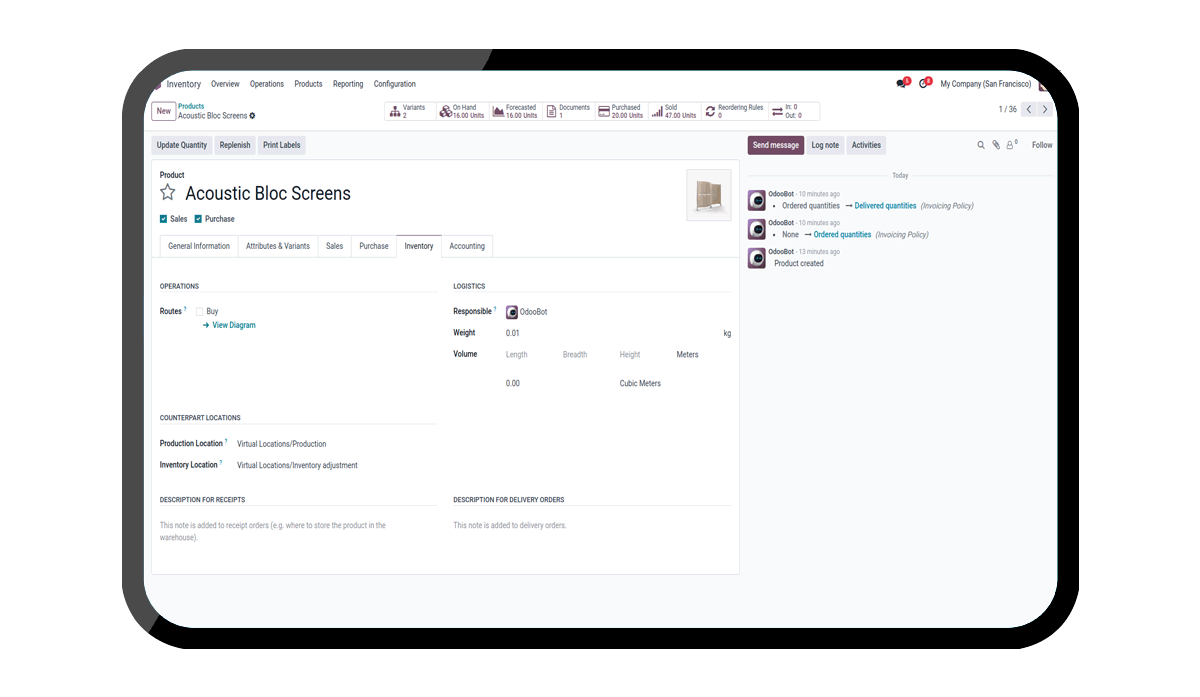 Inventory Overview Operations Products Reporting Configuration 5 8 My Company (San Francisco)
New Products
Acoustic Bloc Screens
Variants 2
On Hand 16.00 Units
Forecasted 16.00 Units
Documents 1
Purchased 20.00 Units
Sold 47.00 Units
Reordering Rules 0
In: 0
Out: 0
1 / 36
Update Quantity Replenish Print Labels
Send message Log note Activities 0 Follow
Product
Acoustic Bloc Screens
Sales Purchase
General Information Attributes & Variants Sales Purchase Inventory Accounting
OPERATIONS
Routes ? Buy
View Diagram
LOGISTICS
Responsible ? OdooBot
Weight 0.01 kg
Volume Length Breadth Height Meters
0.00 Cubic Meters
COUNTERPART LOCATIONS
Production Location ? Virtual Locations/Production
Inventory Location ? Virtual Locations/Inventory adjustment
DESCRIPTION FOR RECEIPTS
This note is added to receipt orders (e.g. where to store the product in the
warehouse).
DESCRIPTION FOR DELIVERY ORDERS
This note is added to delivery orders.
Today
OdooBot - 10 minutes ago
• Ordered quantities → Delivered quantities (Invoicing Policy)
OdooBot - 10 minutes ago
• None → Ordered quantities (Invoicing Policy)
OdooBot - 13 minutes ago
Product created